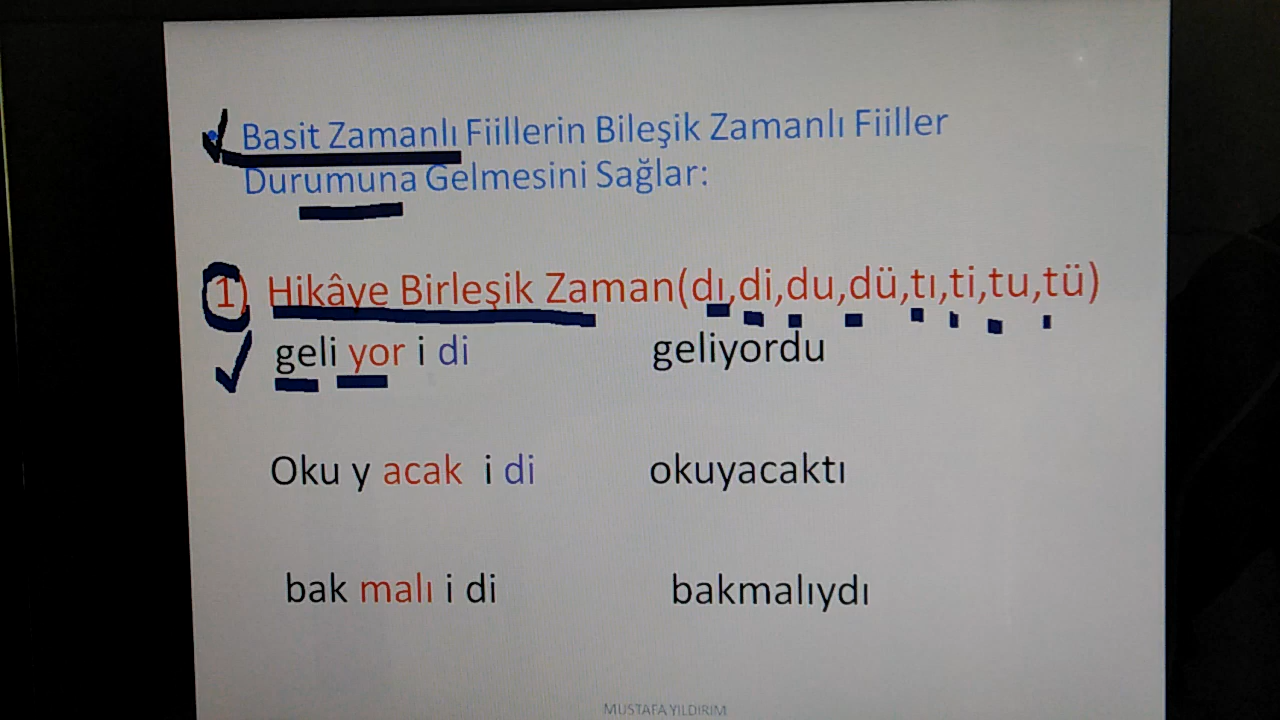 Basit Zamanlı Fiillerin Bileşik Zamanlı Fiiller
Durumuna Gelmesini Sağlar:
1) Hikâye Birleşik Zaman(dı,di,du,dü,tı,ti,tu,tü)
geli yor i di geliyordu
Oku y acak i di okuyacaktı
bak malı i di bakmalıydı
MUSTAFA YILDIRIM